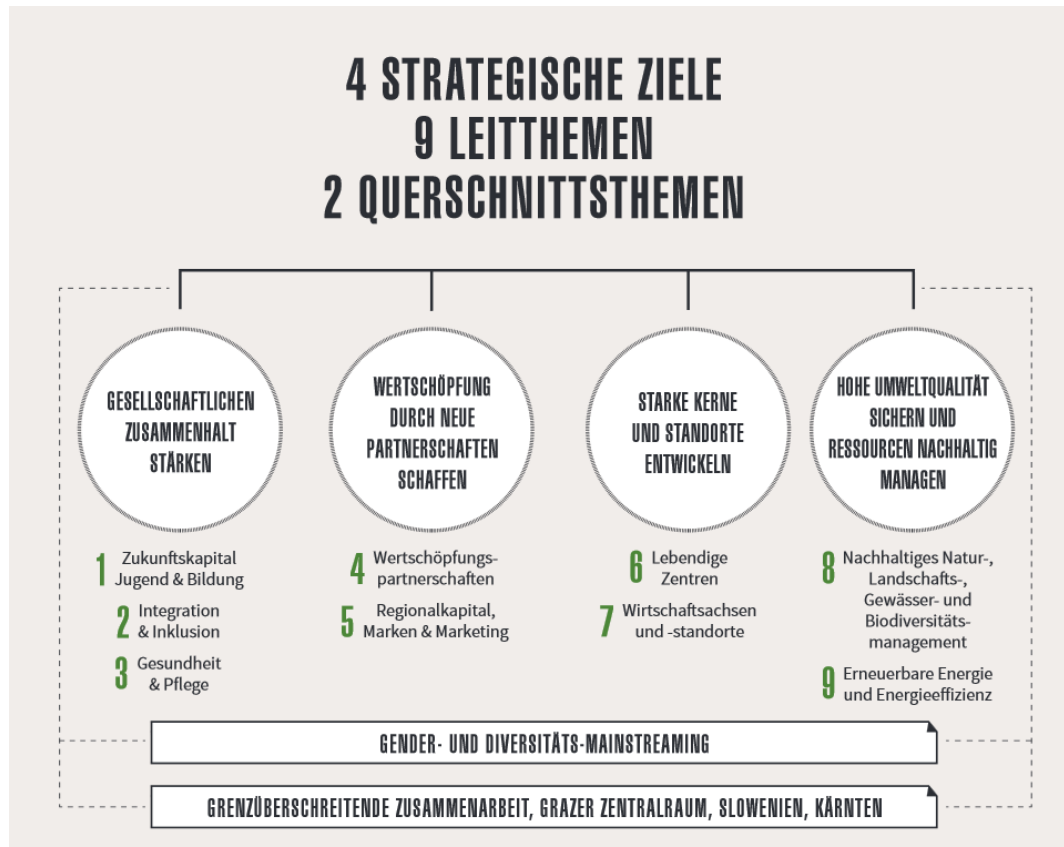 4 STRATEGISCHE ZIELE
9 LEITTHEMEN
2 QUERSCHNITTSTHEMEN
GESELLSCHAFTLICHEN
ZUSAMMENHALT
STÄRKEN
1 Zukunftskapital
Jugend & Bildung
2 Integration
& Inklusion
3 Gesundheit
& Pflege
WERTSCHÖPFUNG
DURCH NEUE
PARTNERSCHAFTEN
SCHAFFEN
4 Wertschöpfungs-
partnerschaften
5 Regionalkapital,
Marken & Marketing
STARKE KERNE
UND STANDORTE
ENTWICKELN
6 Lebendige
Zentren
7 Wirtschaftsachsen
und -standorte
HOHE UMWELTQUALITÄT
SICHERN UND
RESSOURCEN NACHHALTIG
MANAGEN
8 Nachhaltiges Natur-,
Landschafts-,
Gewässer- und
Biodiversitäts-
management
9 Erneuerbare Energie
und Energieeffizienz
GENDER- UND DIVERSITÄTS-MAINSTREAMING
GRENZÜBERSCHREITENDE ZUSAMMENARBEIT, GRAZER ZENTRALRAUM, SLOWENIEN, KÄRNTEN